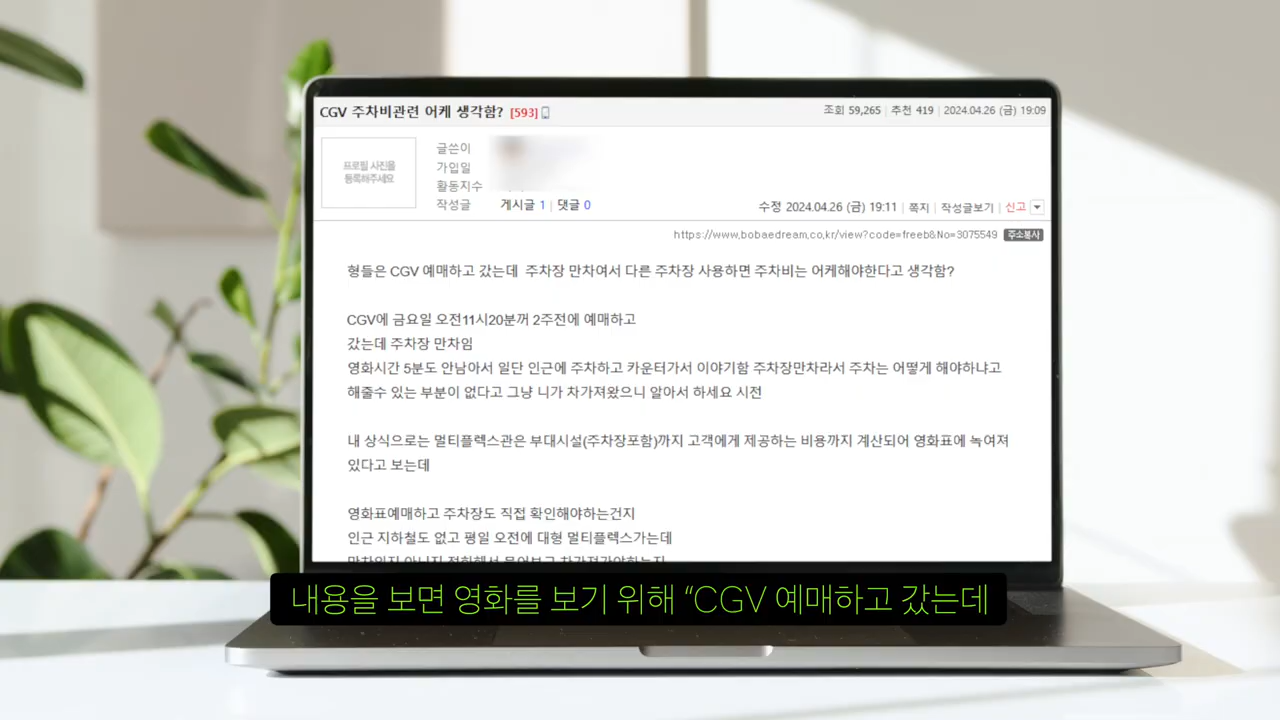 CGV 주차비관련 어케 생각함? [593]
조회 59,265 | 추천 419 | 2024.04.26 (금) 19:09
프로필 사진을
등록해주세요
글쓴이
가입일
활동지수
작성글 게시글 1 | 댓글 0
수정 2024.04.26 (금) 19:11 | 쪽지 | 작성글보기 | 신고
https://www.bobaedream.co.kr/view?code=freeb&No=3075549 주소복사
형들은 CGV 예매하고 갔는데 주차장 만차여서 다른 주차장 사용하면 주차비는 어케해야한다고 생각함?
CGV에 금요일 오전11시20분꺼 2주전에 예매하고
갔는데 주차장 만차임
영화시간 5분도 안남아서 일단 인근에 주차하고 카운터가서 이야기함 주차장만차라서 주차는 어떻게 해야하냐고
해줄수 있는 부분이 없다고 그냥 니가 차가져왔으니 알아서 하세요 시전
내 상식으로는 멀티플렉스관은 부대시설(주차장포함)까지 고객에게 제공하는 비용까지 계산되어 영화표에 녹여져
있다고 보는데
영화표예매하고 주차장도 직접 확인해야하는건지
인근 지하철도 없고 평일 오전에 대형 멀티플렉스가는데
내용을 보면 영화를 보기 위해 “CGV 예매하고 갔는데